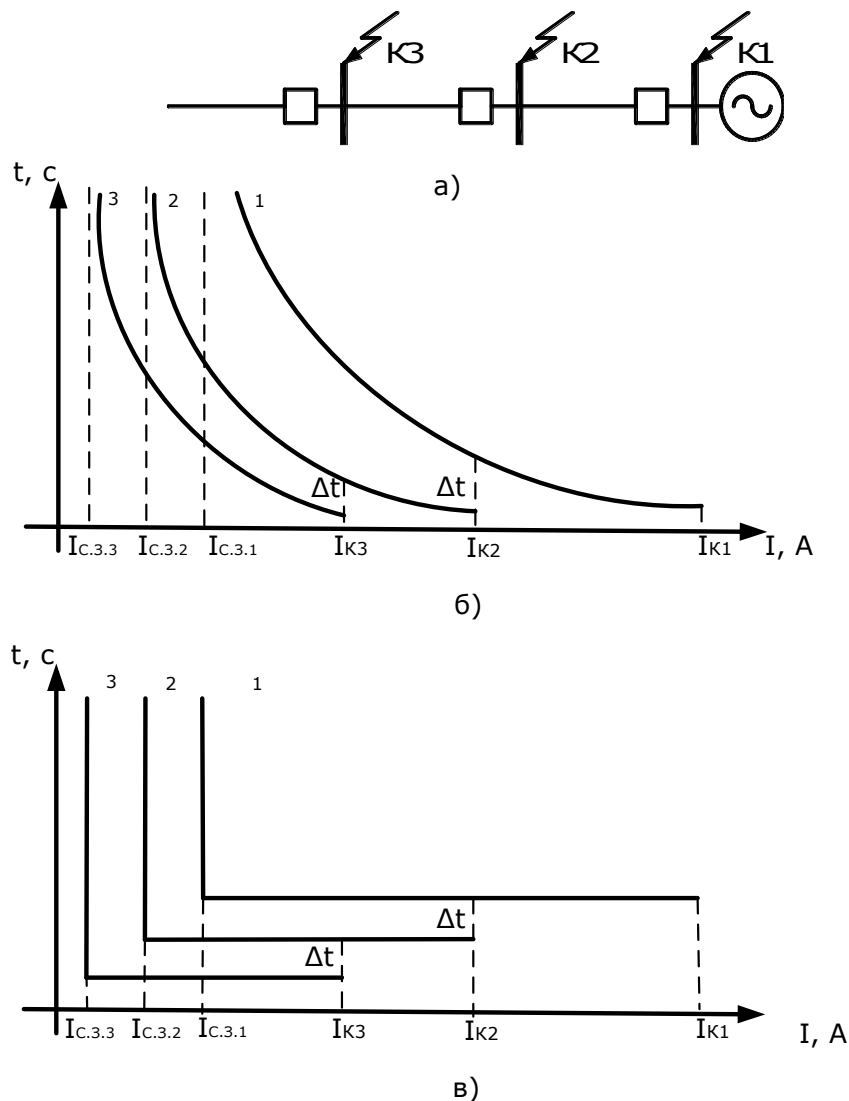 К3 К2 К1
а)
t, с
3 2 1
Δt Δt
IС.З.3 IС.З.2 IС.З.1 IК3 IК2 IК1 I, А
б)
t, с
3 2 1
Δt
Δt
IС.З.3 IС.З.2 IС.З.1 IК3 IК2 IК1 I, А
в)